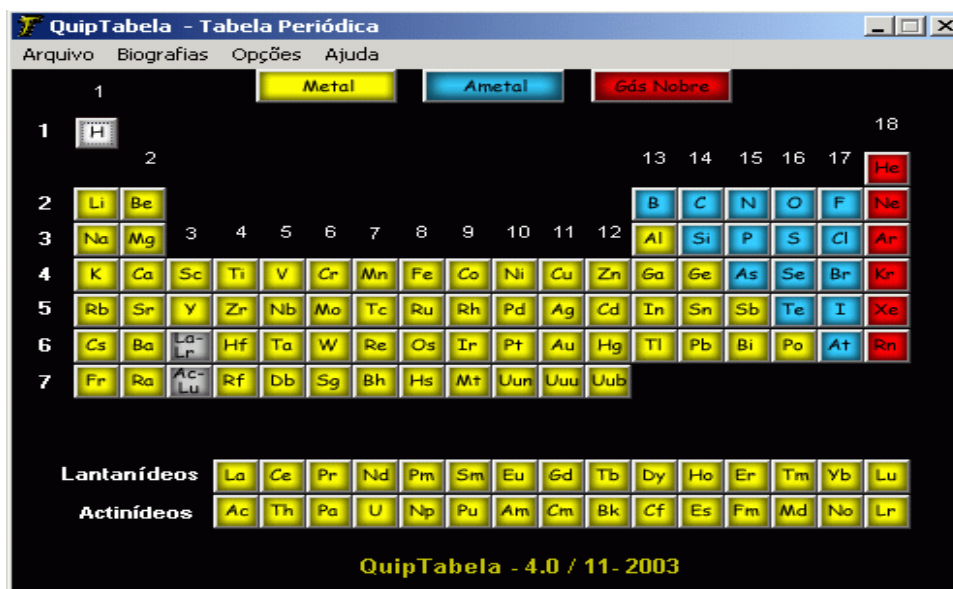 QuipTabela - Tabela Periódica
Arquivo Biografias Opções Ajuda
Metal Ametal Gás Nobre
1
1 H 18
2 13 14 15 16 17 He
2 Li Be B C N O F Ne
3 Na Mg 3 4 5 6 7 8 9 10 11 12 Al Si P S Cl Ar
4 K Ca Sc Ti V Cr Mn Fe Co Ni Cu Zn Ga Ge As Se Br Kr
5 Rb Sr Y Zr Nb Mo Tc Ru Rh Pd Ag Cd In Sn Sb Te I Xe
6 Cs Ba La-Lr Hf Ta W Re Os Ir Pt Au Hg Tl Pb Bi Po At Rn
7 Fr Ra Ac-Lu Rf Db Sg Bh Hs Mt Uun Uuu Uub
Lantanídeos La Ce Pr Nd Pm Sm Eu Gd Tb Dy Ho Er Tm Yb Lu
Actinídeos Ac Th Pa U Np Pu Am Cm Bk Cf Es Fm Md No Lr
QuipTabela - 4.0 / 11- 2003